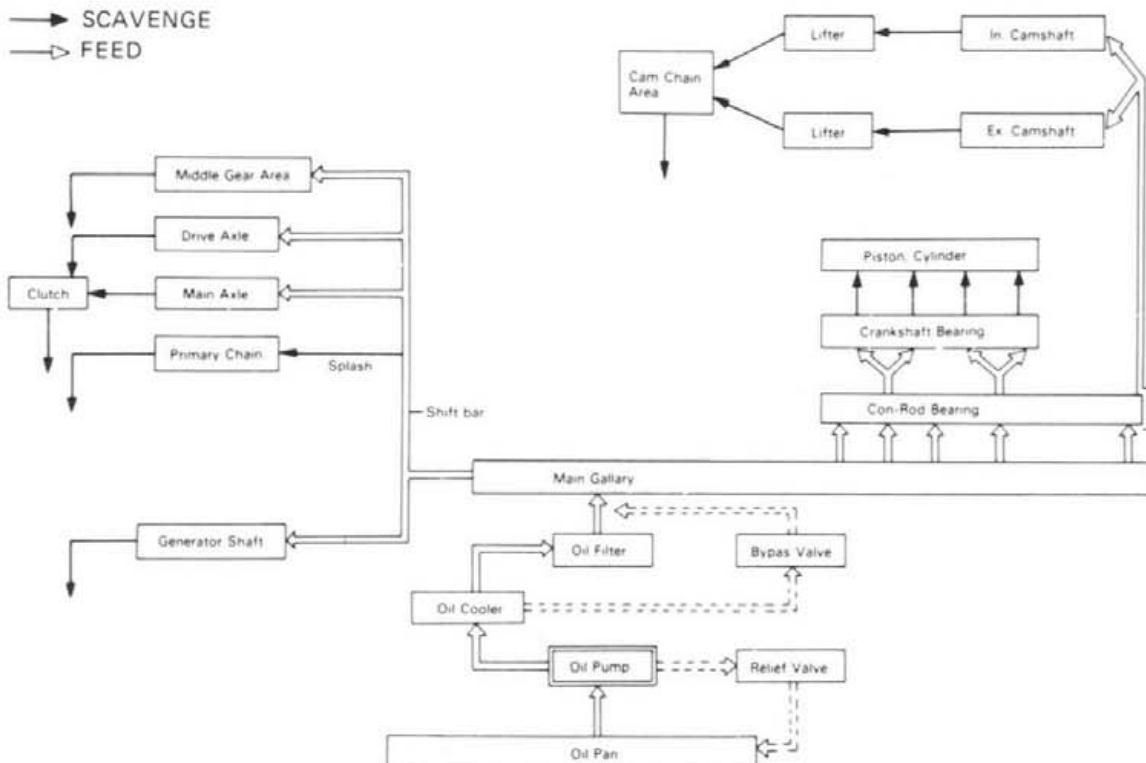 SCAVENGE
FEED
Lifter
In. Camshaft
Cam Chain
Area
Lifter
Ex. Camshaft
Middle Gear Area
Drive Axle
Piston, Cylinder
Clutch
Main Axle
Crankshaft Bearing
Primary Chain
Splash
Shift bar
Con-Rod Bearing
Main Gallary
Generator Shaft
Oil Filter
Bypas Valve
Oil Cooler
Oil Pump
Relief Valve
Oil Pan